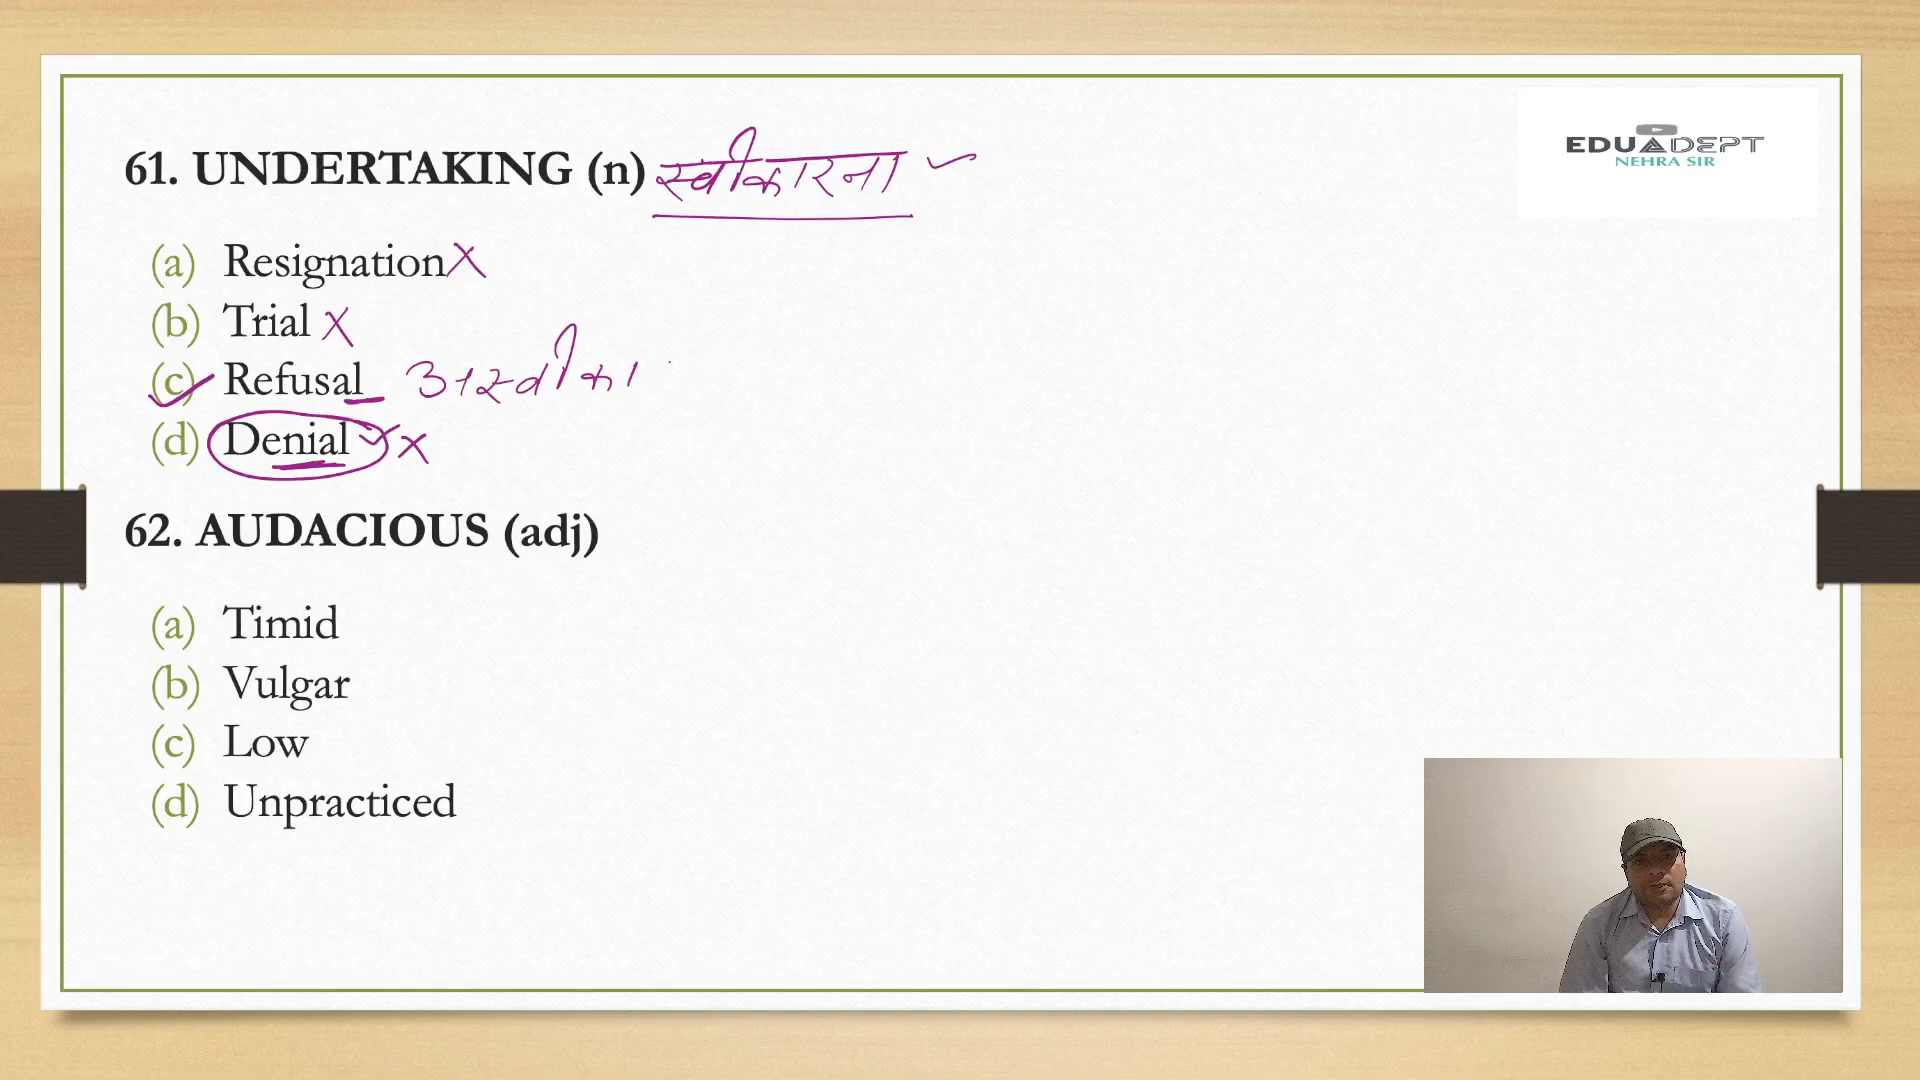 61. UNDERTAKING (n) स्वीकारना
EDUADEPT
NEHRA SIR
(a) Resignation X
(b) Trial X
(c) Refusal अस्वीका
(d) Denial X
62. AUDACIOUS (adj)
(a) Timid
(b) Vulgar
(c) Low
(d) Unpracticed